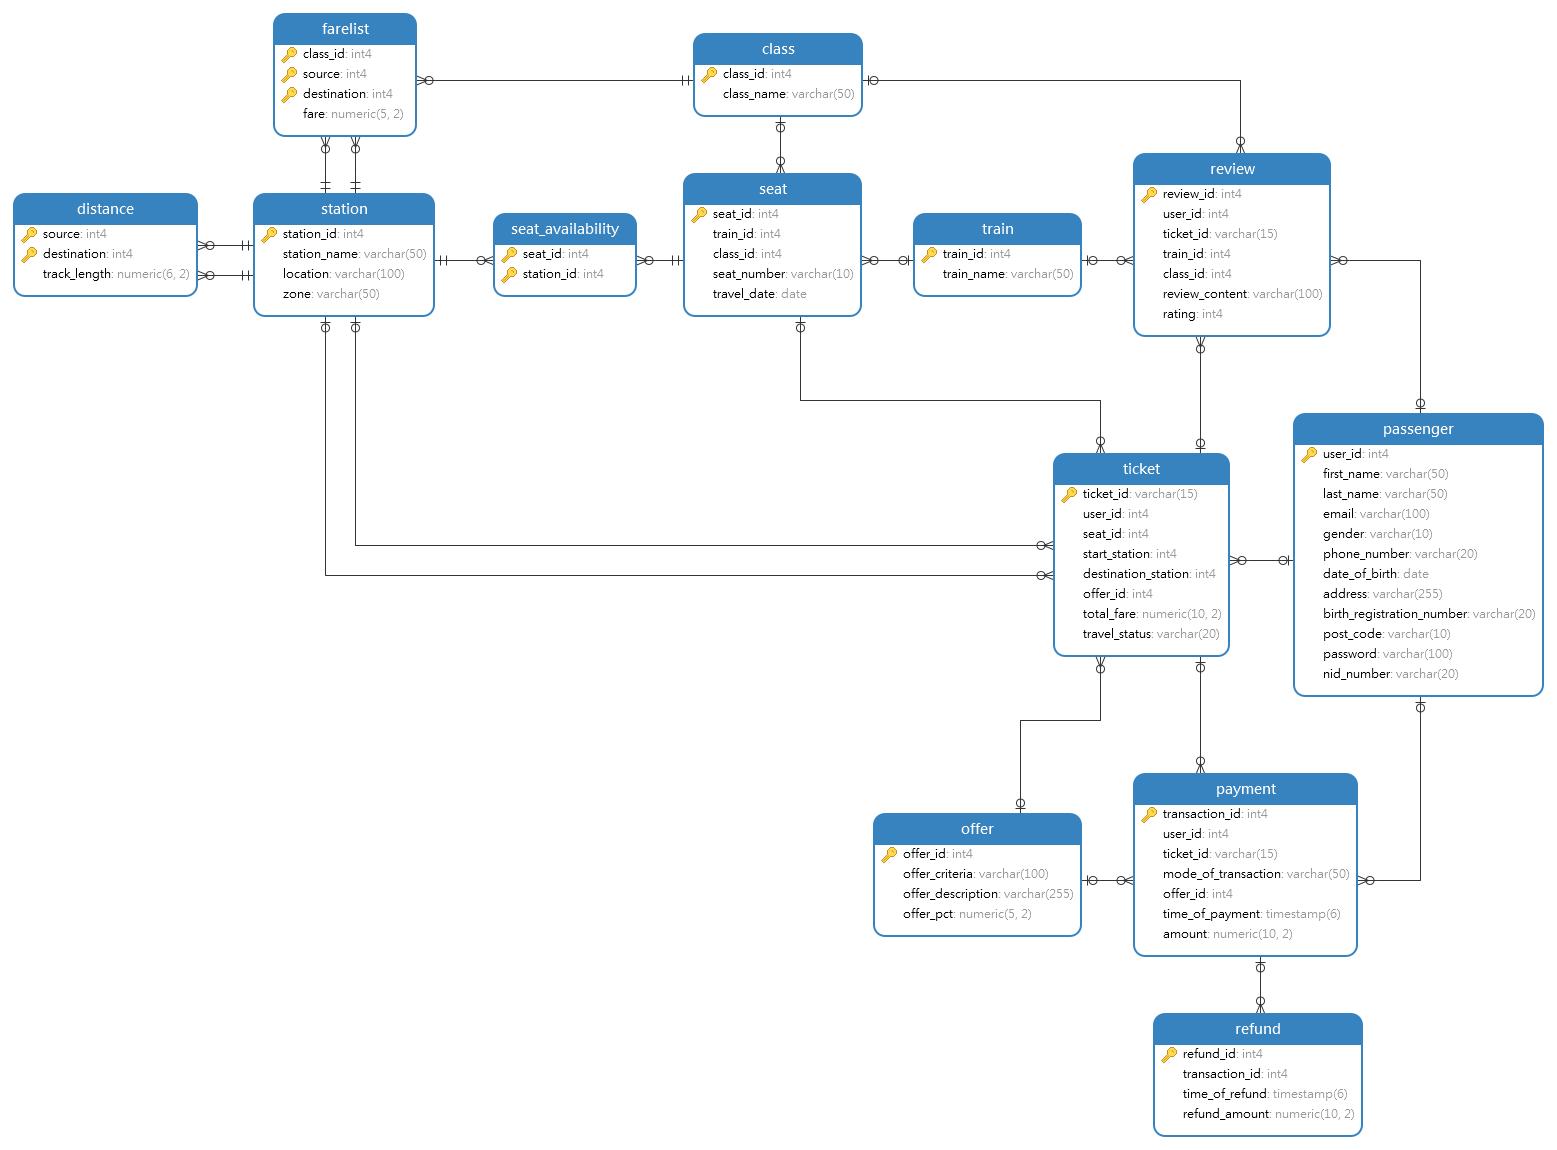 farelist
class_id: int4
source: int4
destination: int4
fare: numeric(5, 2)
class
class_id: int4
class_name: varchar(50)
distance
source: int4
destination: int4
track_length: numeric(6, 2)
station
station_id: int4
station_name: varchar(50)
location: varchar(100)
zone: varchar(50)
seat_availability
seat_id: int4
station_id: int4
seat
seat_id: int4
train_id: int4
class_id: int4
seat_number: varchar(10)
travel_date: date
train
train_id: int4
train_name: varchar(50)
review
review_id: int4
user_id: int4
ticket_id: varchar(15)
train_id: int4
class_id: int4
review_content: varchar(100)
rating: int4
ticket
ticket_id: varchar(15)
user_id: int4
seat_id: int4
start_station: int4
destination_station: int4
offer_id: int4
total_fare: numeric(10, 2)
travel_status: varchar(20)
passenger
user_id: int4
first_name: varchar(50)
last_name: varchar(50)
email: varchar(100)
gender: varchar(10)
phone_number: varchar(20)
date_of_birth: date
address: varchar(255)
birth_registration_number: varchar(20)
post_code: varchar(10)
password: varchar(100)
nid_number: varchar(20)
offer
offer_id: int4
offer_criteria: varchar(100)
offer_description: varchar(255)
offer_pct: numeric(5, 2)
payment
transaction_id: int4
user_id: int4
ticket_id: varchar(15)
mode_of_transaction: varchar(50)
offer_id: int4
time_of_payment: timestamp(6)
amount: numeric(10, 2)
refund
refund_id: int4
transaction_id: int4
time_of_refund: timestamp(6)
refund_amount: numeric(10, 2)